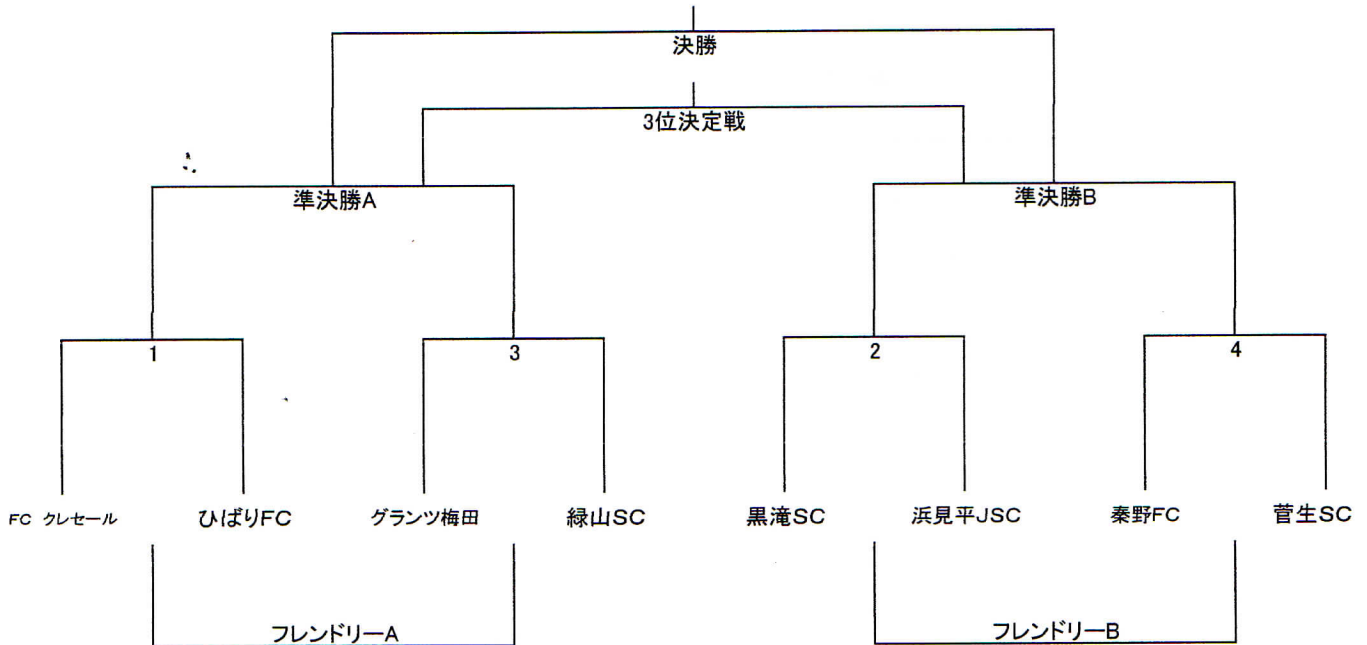 決勝
3位決定戦
準決勝A
準決勝B
1
3
2
4
FC クレセール
ひばりFC
グランツ梅田
緑山SC
黒滝SC
浜見平JSC
秦野FC
菅生SC
フレンドリーA
フレンドリーB